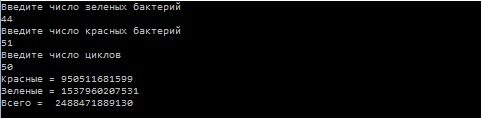 Введите число зеленых бактерий
44
Введите число красных бактерий
51
Введите число циклов
50
Красные = 950511681599
Зеленые = 1537960207531
Всего =  2488471889130